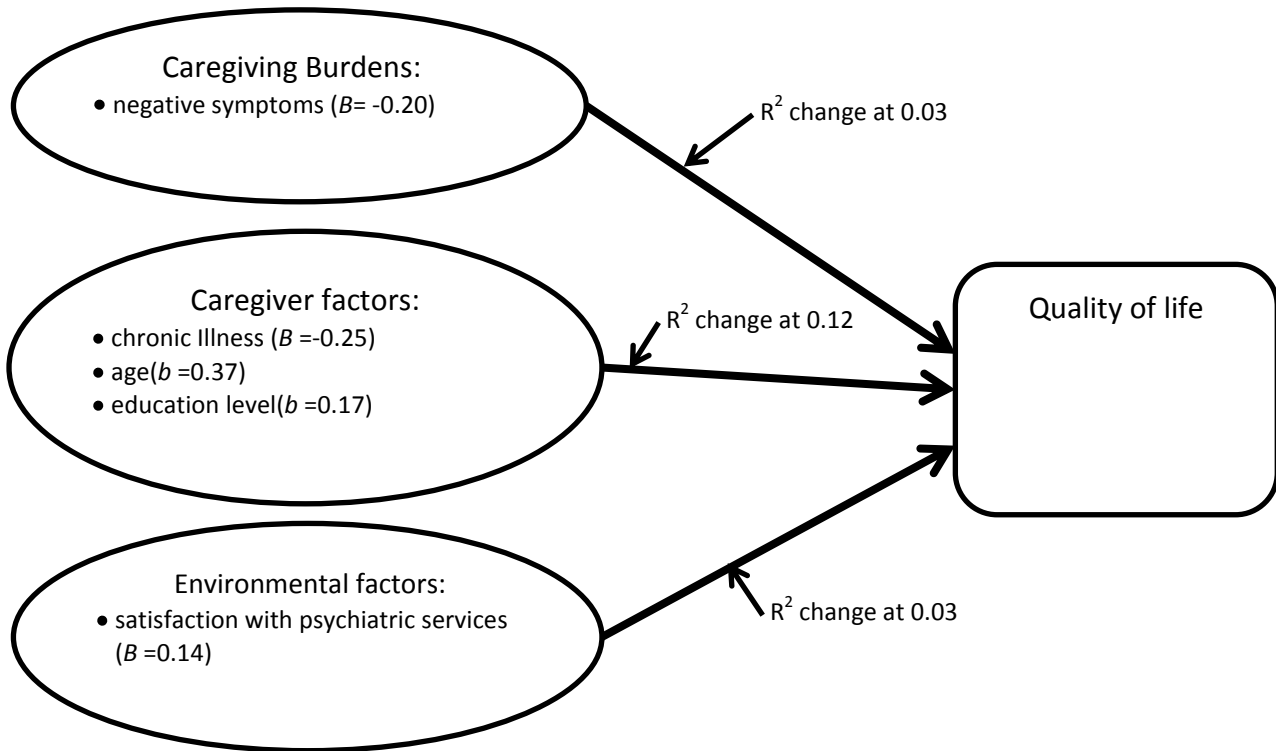 Caregiving Burdens:
• negative symptoms (B= -0.20)
R² change at 0.03
Caregiver factors:
• chronic Illness (B =-0.25)
• age(b =0.37)
• education level(b =0.17)
R² change at 0.12
Quality of life
Environmental factors:
• satisfaction with psychiatric services
(B =0.14)
R² change at 0.03